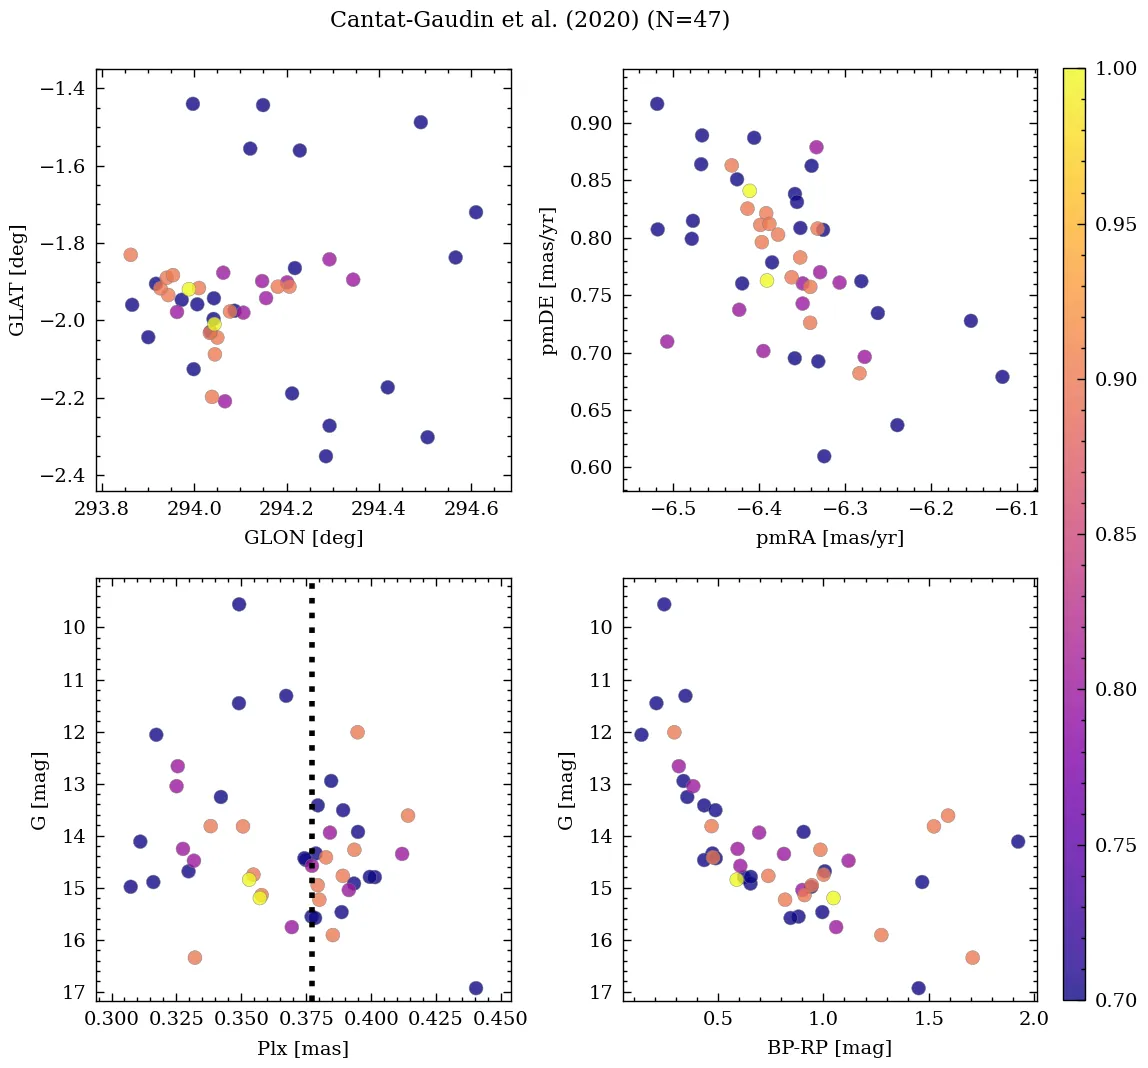 Cantat-Gaudin et al. (2020) (N=47)
−1.4
−1.6
−1.8
−2.0
−2.2
−2.4
GLAT [deg]
293.8 294.0 294.2 294.4 294.6
GLON [deg]
0.90
0.85
0.80
0.75
0.70
0.65
0.60
pmDE [mas/yr]
−6.5 −6.4 −6.3 −6.2 −6.1
pmRA [mas/yr]
10
11
12
13
14
15
16
17
G [mag]
0.300 0.325 0.350 0.375 0.400 0.425 0.450
Plx [mas]
10
11
12
13
14
15
16
17
G [mag]
0.5 1.0 1.5 2.0
BP-RP [mag]
1.00
0.95
0.90
0.85
0.80
0.75
0.70